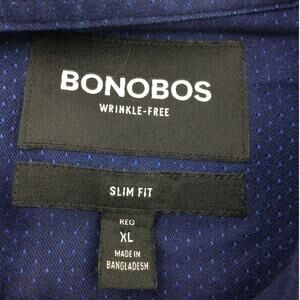 BONOBOS
WRINKLE-FREE
SLIM FIT
REG
XL
MADE IN
BANGLADESH